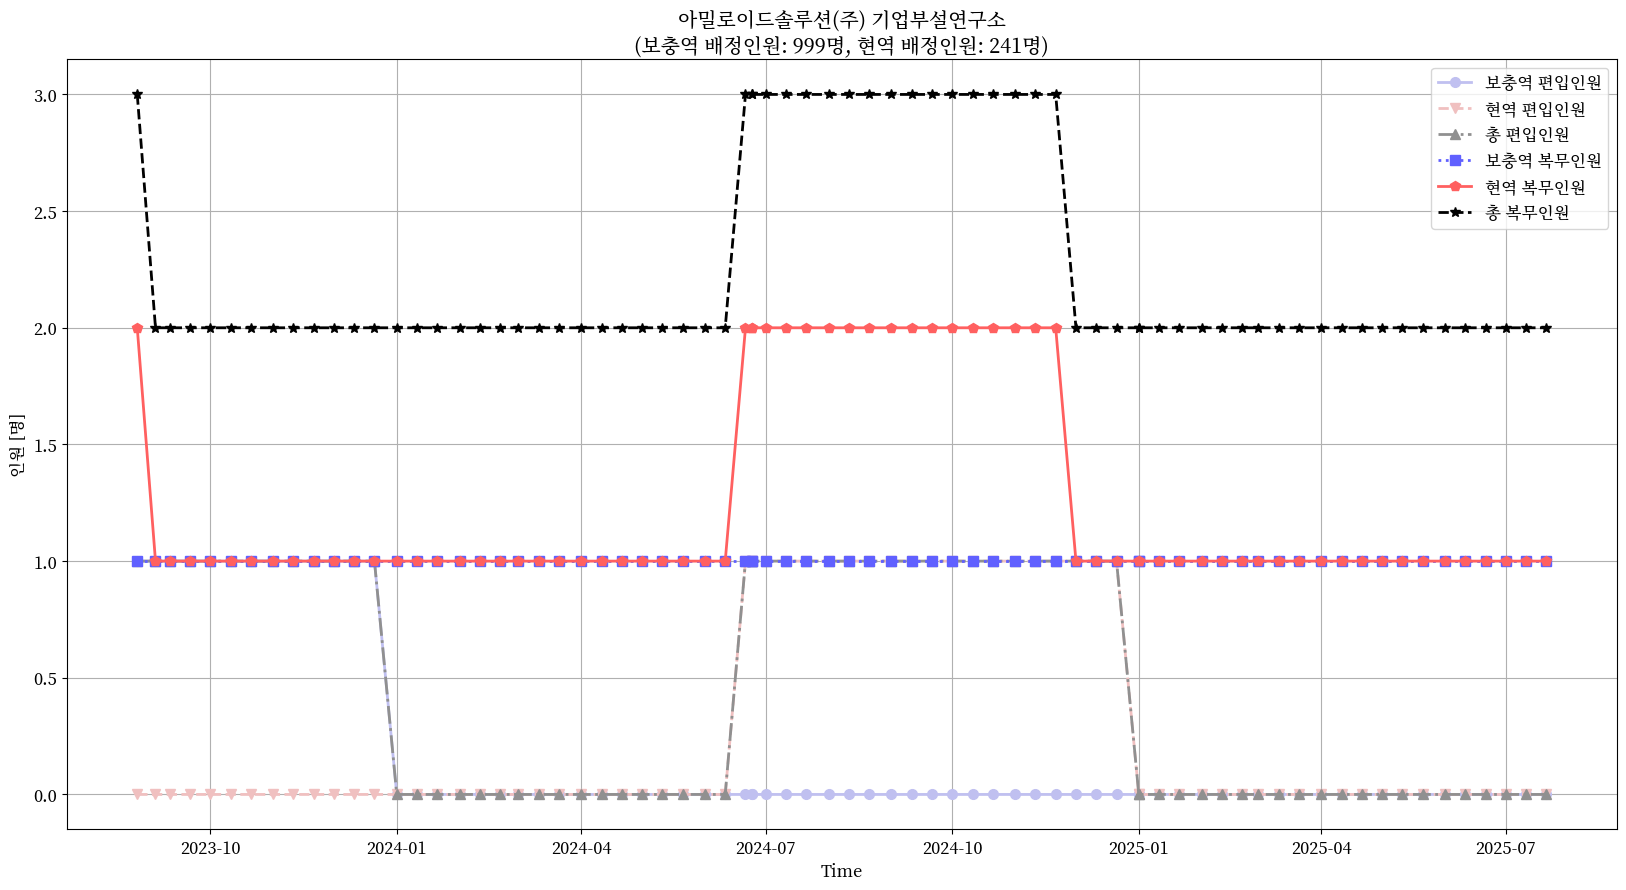 아밀로이드솔루션(주) 기업부설연구소
(보충역 배정인원: 999명, 현역 배정인원: 241명)
보충역 편입인원
현역 편입인원
총 편입인원
보충역 복무인원
현역 복무인원
총 복무인원
인원 [명]
3.0
2.5
2.0
1.5
1.0
0.5
0.0
2023-10
2024-01
2024-04
2024-07
2024-10
2025-01
2025-04
2025-07
Time